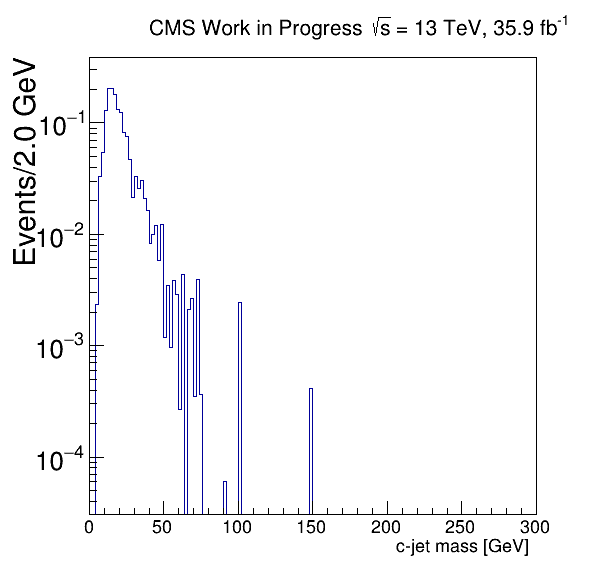 CMS Work in Progress √s = 13 TeV, 35.9 fb⁻¹
Events/2.0 GeV
10⁻¹
10⁻²
10⁻³
10⁻⁴
0 50 100 150 200 250 300
c-jet mass [GeV]